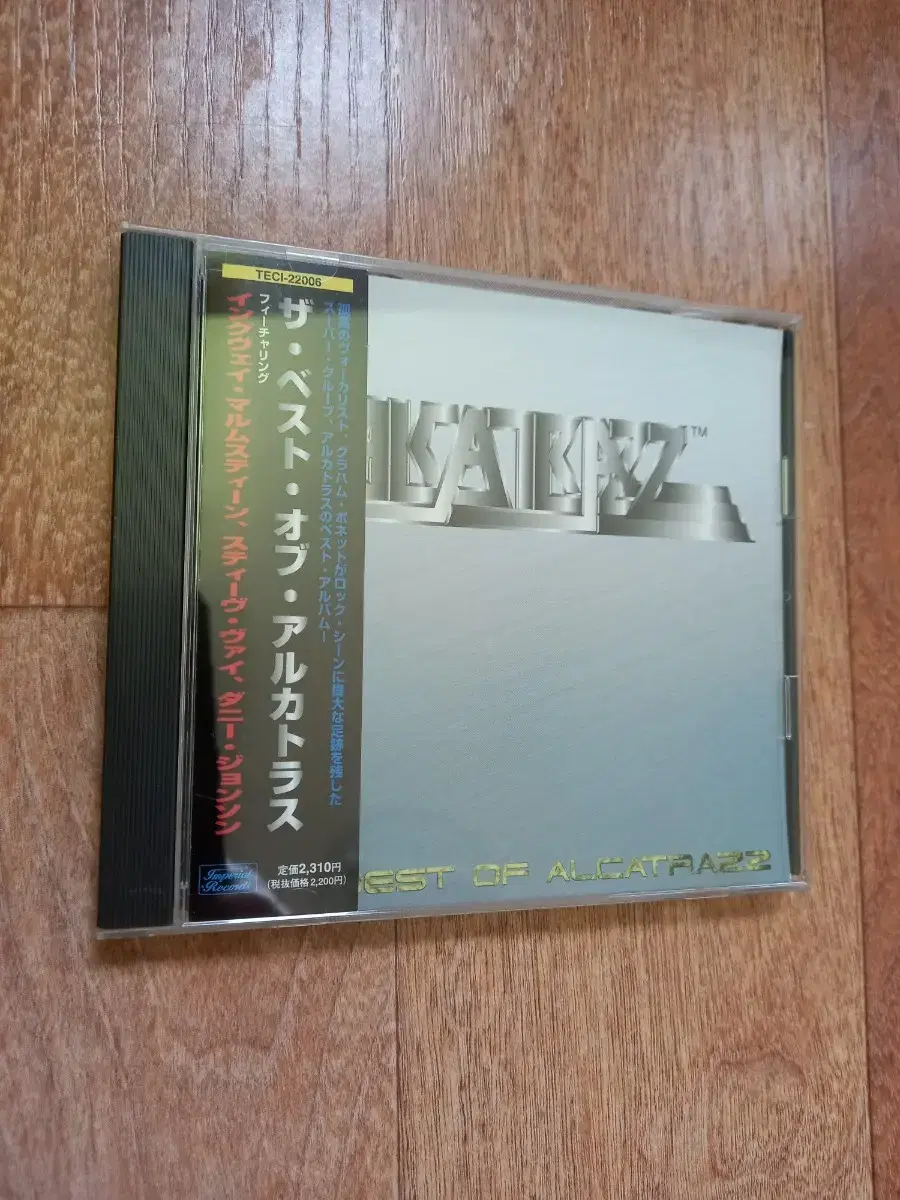 TECI-22006
孤高のヴォーカリスト、グラハム・ボネットがロック・シーンに偉大な足跡を残した
スーパー・グループ、アルカトラスのベスト・アルバム！
ザ・ベスト・オブ・アルカトラス
フィーチャリング
イングヴェイ・マルムスティーン、スティーヴ・ヴァイ、ダニー・ジョンソン
Imperial
Records
定価2,310円
(税抜価格2,200円)
TM
BEST OF ALCATRAZZ